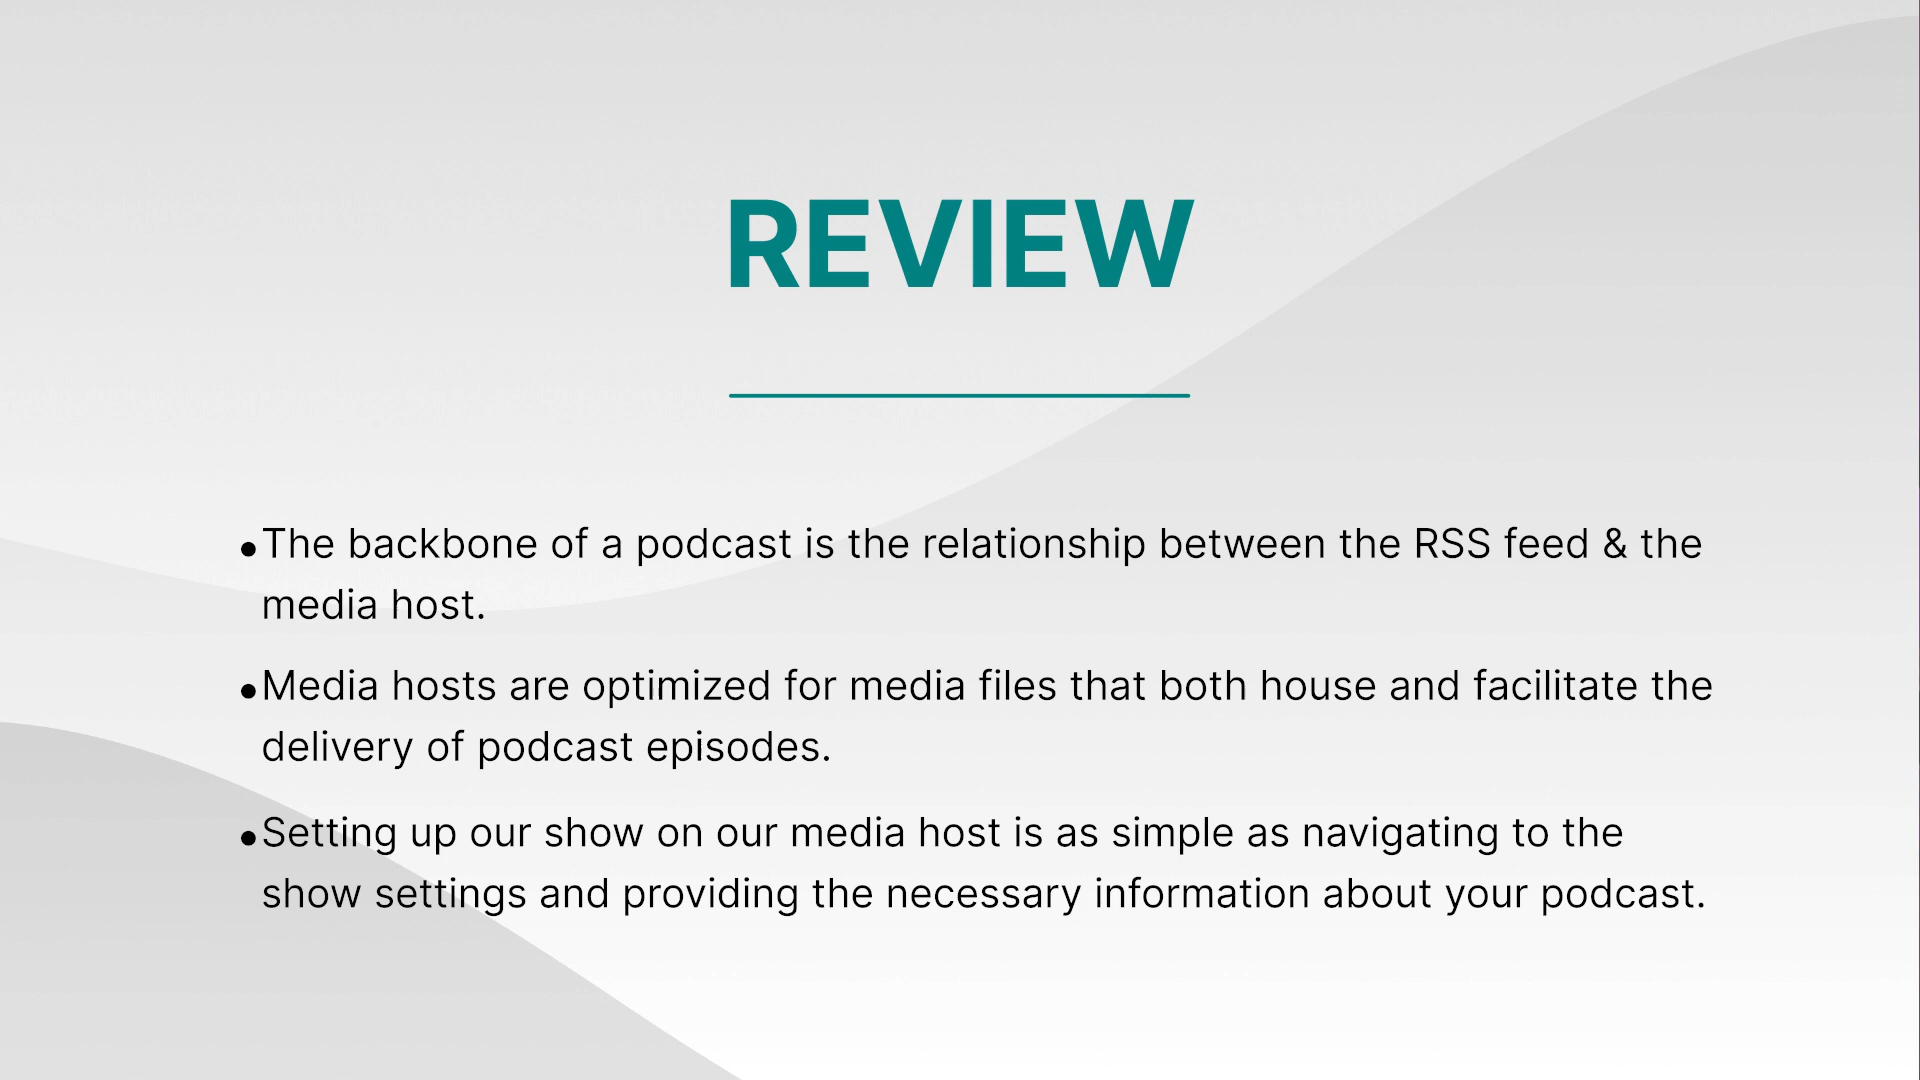 REVIEW
•The backbone of a podcast is the relationship between the RSS feed & the
media host.
•Media hosts are optimized for media files that both house and facilitate the
delivery of podcast episodes.
•Setting up our show on our media host is as simple as navigating to the
show settings and providing the necessary information about your podcast.